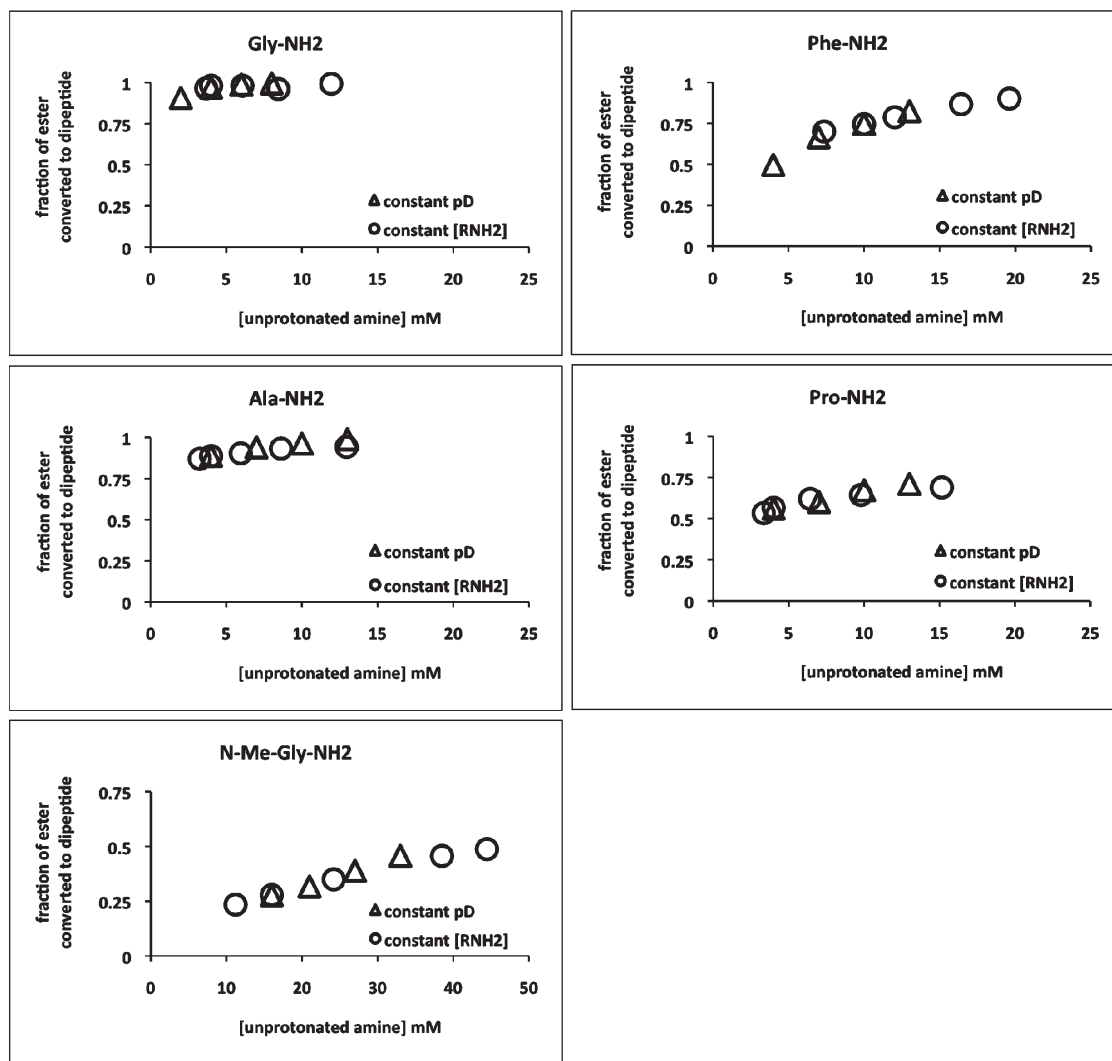 Gly-NH2
fraction of ester
converted to dipeptide
1
0.75
0.5
0.25
0
constant pD
constant [RNH2]
0 5 10 15 20 25
[unprotonated amine] mM
Phe-NH2
fraction of ester
converted to dipeptide
1
0.75
0.5
0.25
0
constant pD
constant [RNH2]
0 5 10 15 20 25
[unprotonated amine] mM
Ala-NH2
fraction of ester
converted to dipeptide
1
0.75
0.5
0.25
0
constant pD
constant [RNH2]
0 5 10 15 20 25
[unprotonated amine] mM
Pro-NH2
fraction of ester
converted to dipeptide
1
0.75
0.5
0.25
0
constant pD
constant [RNH2]
0 5 10 15 20 25
[unprotonated amine] mM
N-Me-Gly-NH2
fraction of ester
converted to dipeptide
0.75
0.5
0.25
0
constant pD
constant [RNH2]
0 10 20 30 40 50
[unprotonated amine] mM